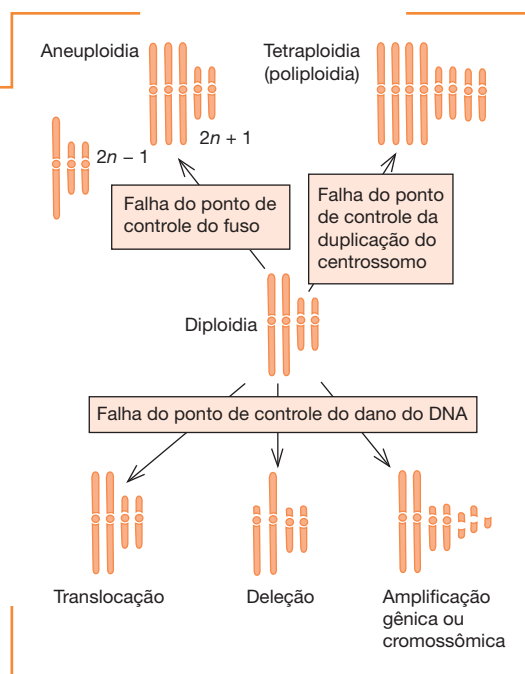 Aneuploidia
Tetraploidia
(poliploidia)
2n + 1
2n − 1
Falha do ponto de
controle do fuso
Falha do ponto
de controle da
duplicação do
centrossomo
Diploidia
Falha do ponto de controle do dano do DNA
Translocação
Deleção
Amplificação
gênica ou
cromossômica